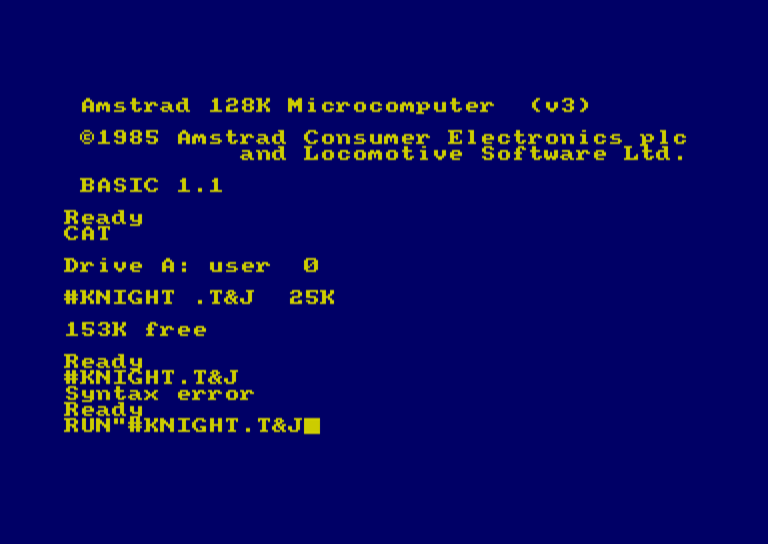 Amstrad 128K Microcomputer  (v3)
©1985 Amstrad Consumer Electronics plc
and Locomotive Software Ltd.
BASIC 1.1
Ready
CAT
Drive A: user  0
#KNIGHT .T&J  25K
153K free
Ready
#KNIGHT.T&J
Syntax error
Ready
RUN"#KNIGHT.T&J